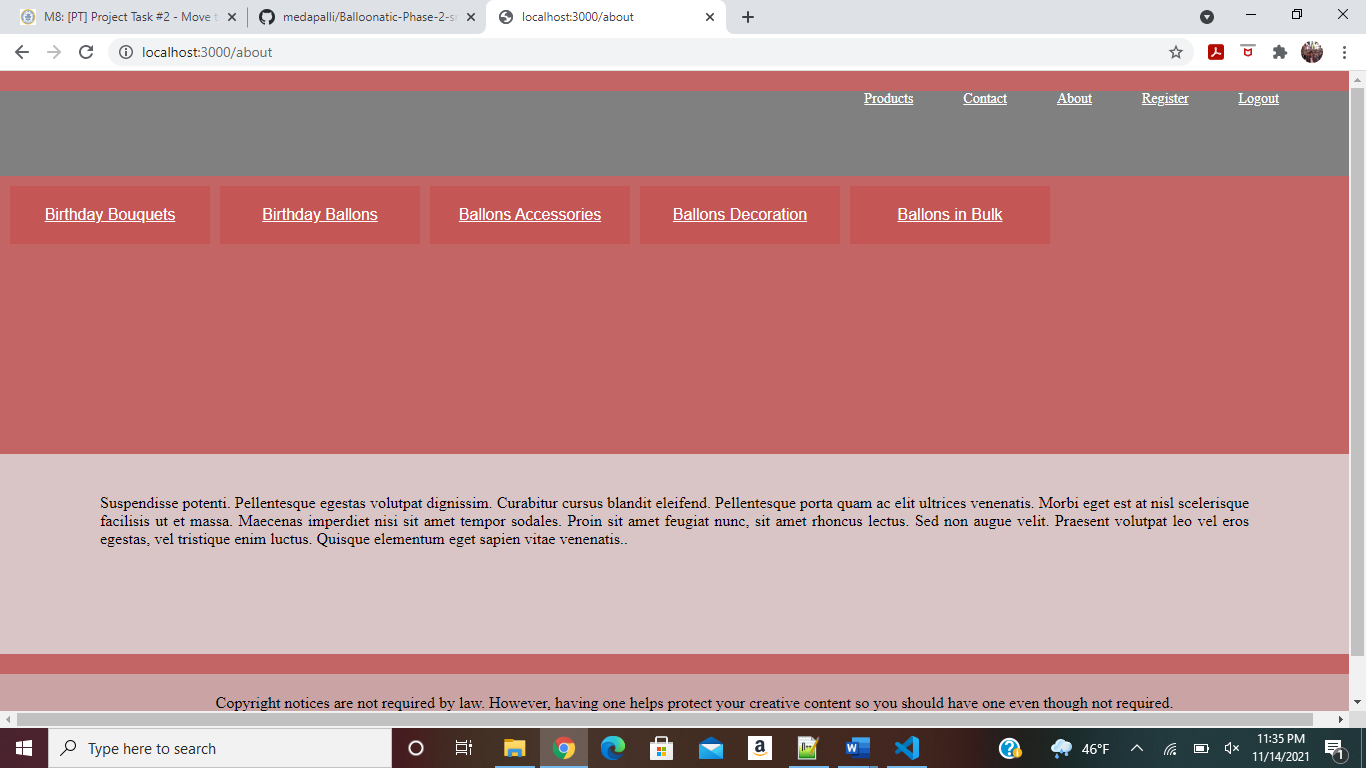 M8: [PT] Project Task #2 - Move t
medapalli/Balloonatic-Phase-2-s
localhost:3000/about
localhost:3000/about
Products Contact About Register Logout
Birthday Bouquets Birthday Ballons Ballons Accessories Ballons Decoration Ballons in Bulk
Suspendisse potenti. Pellentesque egestas volutpat dignissim. Curabitur cursus blandit eleifend. Pellentesque porta quam ac elit ultrices venenatis. Morbi eget est at nisl scelerisque
facilisis ut et massa. Maecenas imperdiet nisi sit amet tempor sodales. Proin sit amet feugiat nunc, sit amet rhoncus lectus. Sed non augue velit. Praesent volutpat leo vel eros
egestas, vel tristique enim luctus. Quisque elementum eget sapien vitae venenatis..
Copyright notices are not required by law. However, having one helps protect your creative content so you should have one even though not required.
Type here to search
46°F
11:35 PM
11/14/2021
1